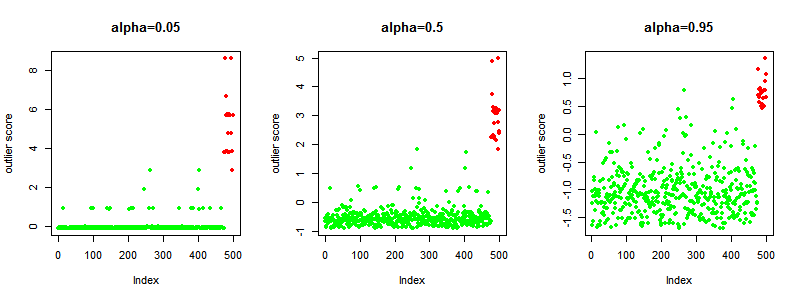 alpha=0.05
outlier score
8
6
4
2
0
0 100 200 300 400 500
Index
alpha=0.5
outlier score
5
4
3
2
1
0
-1
0 100 200 300 400 500
Index
alpha=0.95
outlier score
1.0
0.5
0.0
-0.5
-1.0
-1.5
0 100 200 300 400 500
Index